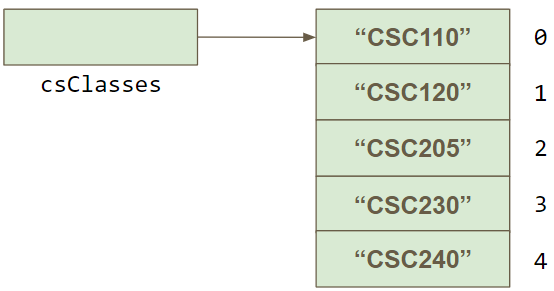 “CSC110” 0
csClasses
“CSC120” 1
“CSC205” 2
“CSC230” 3
“CSC240” 4